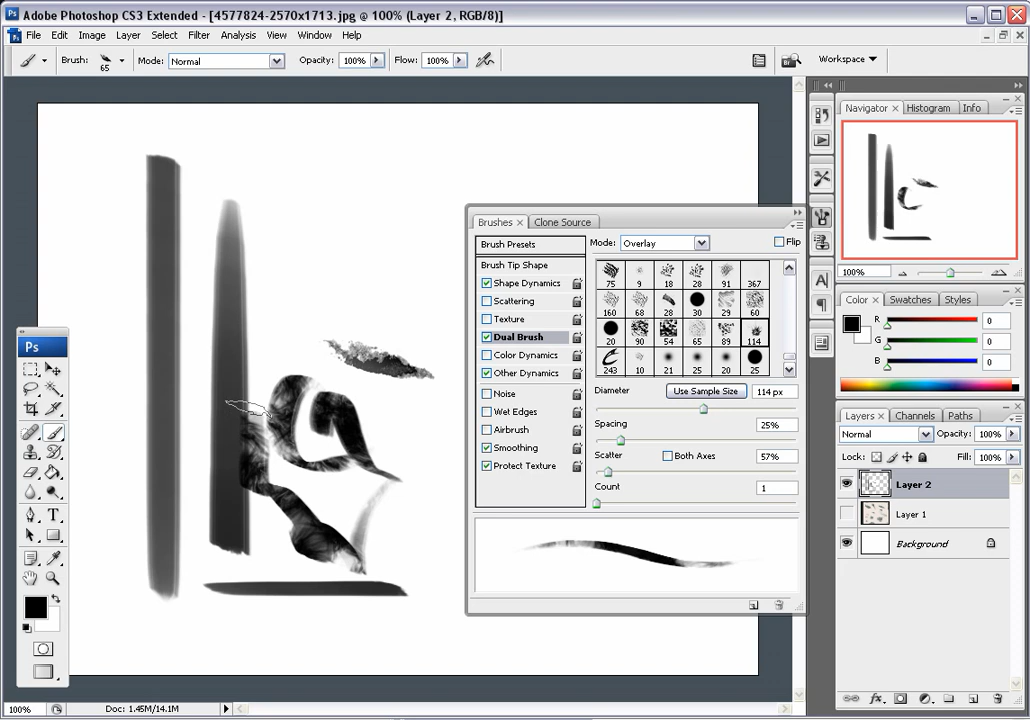 Adobe Photoshop CS3 Extended - [4577824-2570x1713.jpg @ 100% (Layer 2, RGB/8)]
File Edit Image Layer Select Filter Analysis View Window Help
Brush: 65 Mode: Normal Opacity: 100% Flow: 100% Workspace
Navigator Histogram Info
100%
Color Swatches Styles
R 0
G 0
B 0
Layers Channels Paths
Normal Opacity: 100%
Lock: Fill: 100%
Layer 2
Layer 1
Background
Ps
Brushes Clone Source
Brush Presets
Brush Tip Shape
Shape Dynamics
Scattering
Texture
Dual Brush
Color Dynamics
Other Dynamics
Noise
Wet Edges
Airbrush
Smoothing
Protect Texture
Mode: Overlay Flip
75 9 18 28 91 367
160 68 28 30 29 60
20 90 54 65 89 114
243 10 21 25 20 25
Diameter Use Sample Size 114 px
Spacing 25%
Scatter Both Axes 57%
Count 1
100% Doc: 1.45M/14.1M